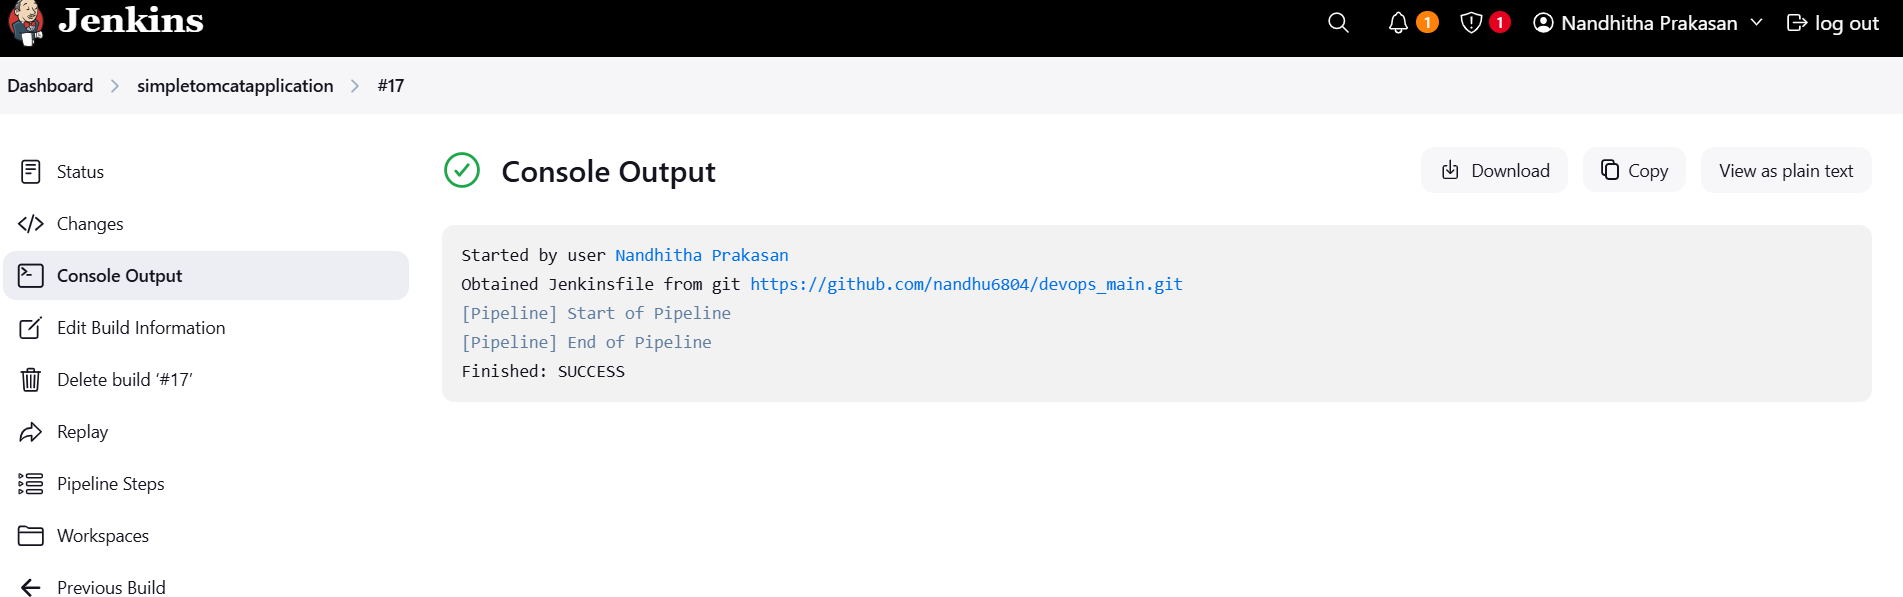 Jenkins
1
1
Nandhitha Prakasan
log out
Dashboard
simpletomcatapplication
#17
Status
Changes
Console Output
Edit Build Information
Delete build ‘#17’
Replay
Pipeline Steps
Workspaces
Previous Build
Console Output
Download
Copy
View as plain text
Started by user Nandhitha Prakasan
Obtained Jenkinsfile from git https://github.com/nandhu6804/devops_main.git
[Pipeline] Start of Pipeline
[Pipeline] End of Pipeline
Finished: SUCCESS